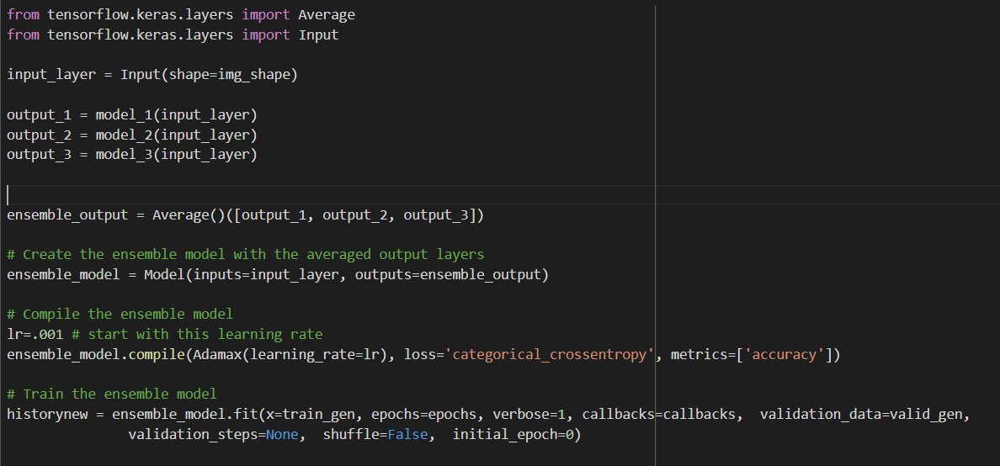 from tensorflow.keras.layers import Average
from tensorflow.keras.layers import Input
input_layer = Input(shape=img_shape)
output_1 = model_1(input_layer)
output_2 = model_2(input_layer)
output_3 = model_3(input_layer)
ensemble_output = Average()([output_1, output_2, output_3])
# Create the ensemble model with the averaged output layers
ensemble_model = Model(inputs=input_layer, outputs=ensemble_output)
# Compile the ensemble model
lr=.001 # start with this learning rate
ensemble_model.compile(Adamax(learning_rate=lr), loss='categorical_crossentropy', metrics=['accuracy'])
# Train the ensemble model
historynew = ensemble_model.fit(x=train_gen, epochs=epochs, verbose=1, callbacks=callbacks,  validation_data=valid_gen,
               validation_steps=None,  shuffle=False,  initial_epoch=0)